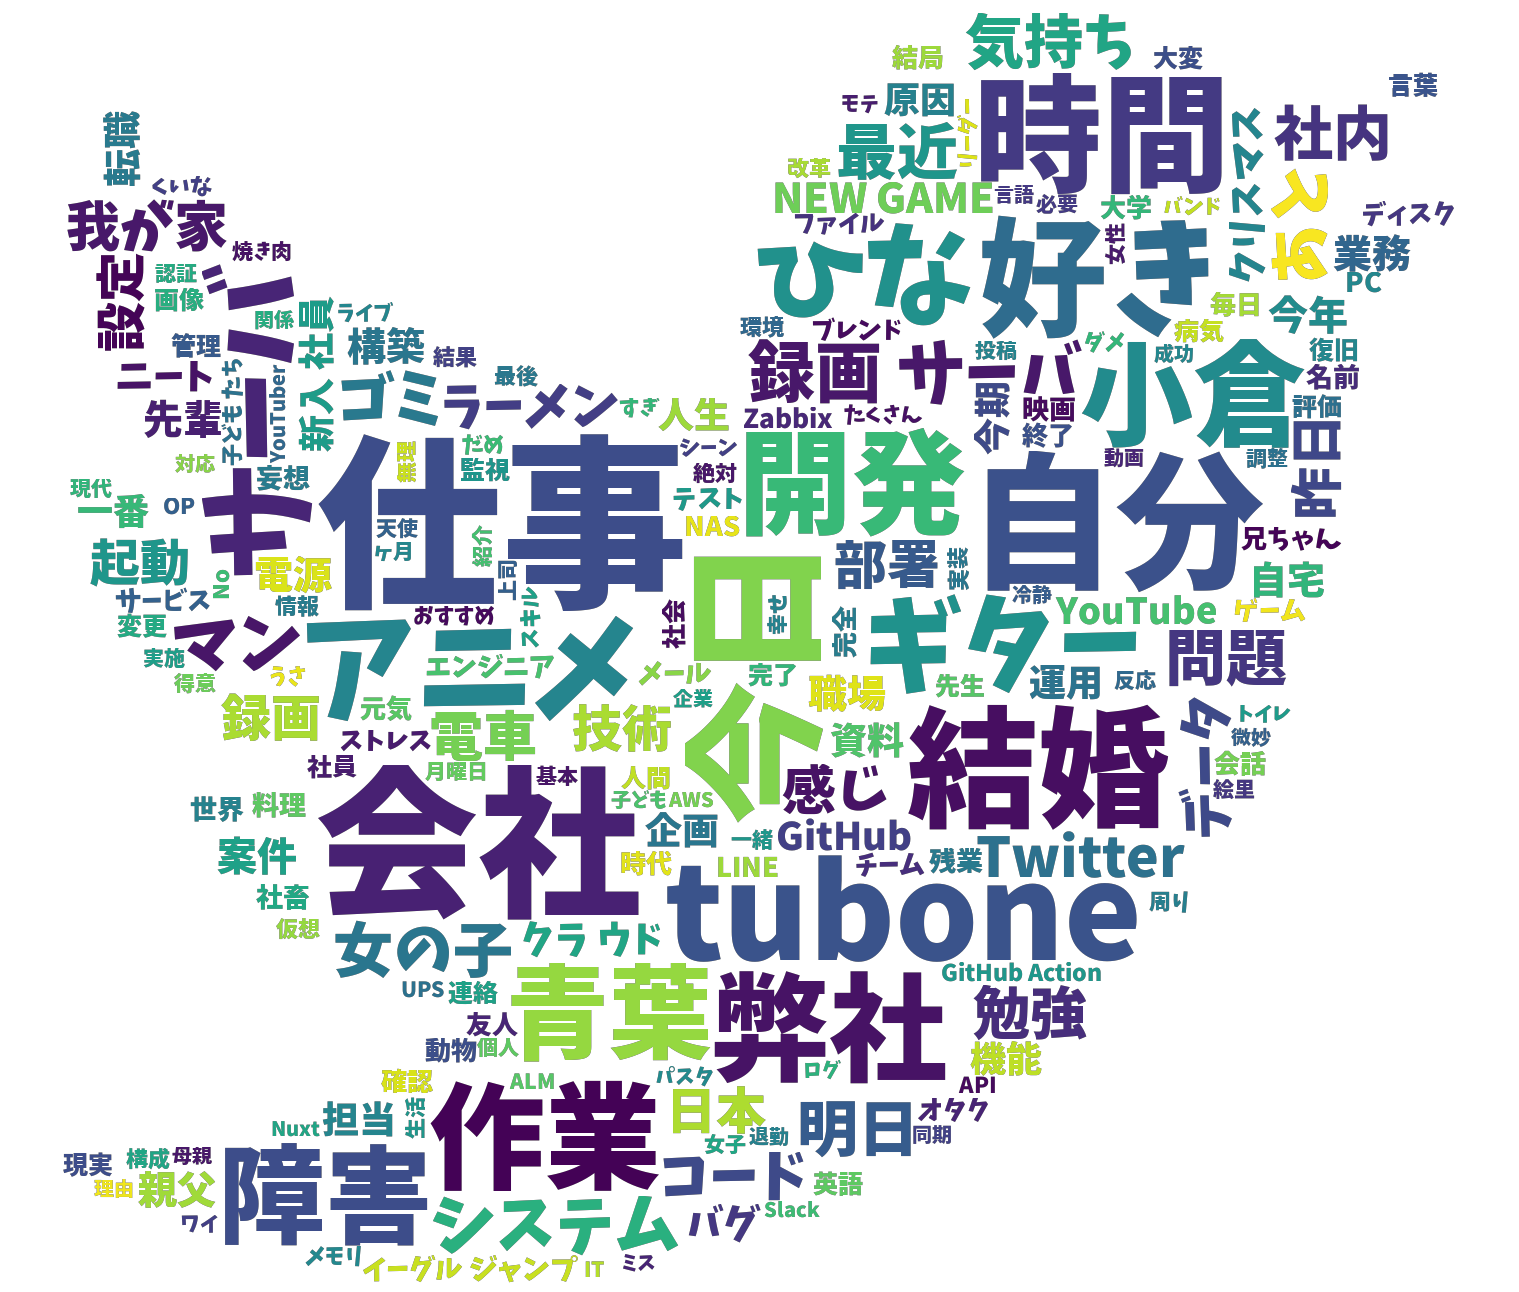 気持ち
結局
大変
言葉
モテ
原因
時間
リーダー
最近
クリスマス
社内
転職
改革
くいな
NEW GAME
言語
必要
大学
バンド
ディスク
我が家
ファイル
女性
焼き肉
ひな
好き
業務
設定
認証
画像
PC
関係
社員
ライブ
毎日
今年
環境
ブレンド
病気
管理
構築
結果
録画 サーバ
投稿
ダメ
成功
小倉
復旧
ニート
子どもたち
YouTuber
新入
ゴミ
ラーメン
最後
名前
先輩
すぎ
人生
Zabbix
たくさん
今期
映画
評価
終了
昨日
対応
無理
だめ
監視
シーン
絶対
開発
動画
調整
現代
一番
OP
妄想
仕事
テスト
NAS
自分
天使
ヶ月
紹介
兄ちゃん
起動
電源
上司
部署
実装
自宅
No
サービス
情報
冷静
変更
マン
おすすめ
スキル
社会
日
幸せ
完全
ギター
YouTube
ゲーム
実施
アニメ
エンジニア
問題
得意
うさ
メール
完了
企業
職場
先生
運用
反応
録画
元気
電車
技術
介
資料
結婚
データ
トイレ
微妙
ストレス
社員
月曜日
基本
人間
感じ
会話
絵里
世界
料理
会社
子ども
AWS
企画
一緒
GitHub
案件
時代
LINE
チーム
残業
Twitter
社畜
tubone
周り
仮想
女の子
クラウド
UPS
連絡
青葉
弊社
GitHub Action
勉強
友人
動物
個人
機能
確認
ALM
パスタ
ログ
API
作業
日本
明日
オタク
Nuxt
担当
生活
女子
退勤
同期
現実
構成
母親
障害
コード
英語
理由
親父
ワイ
システム
バグ
Slack
メモリ
イーグル ジャンプ
IT
ミス